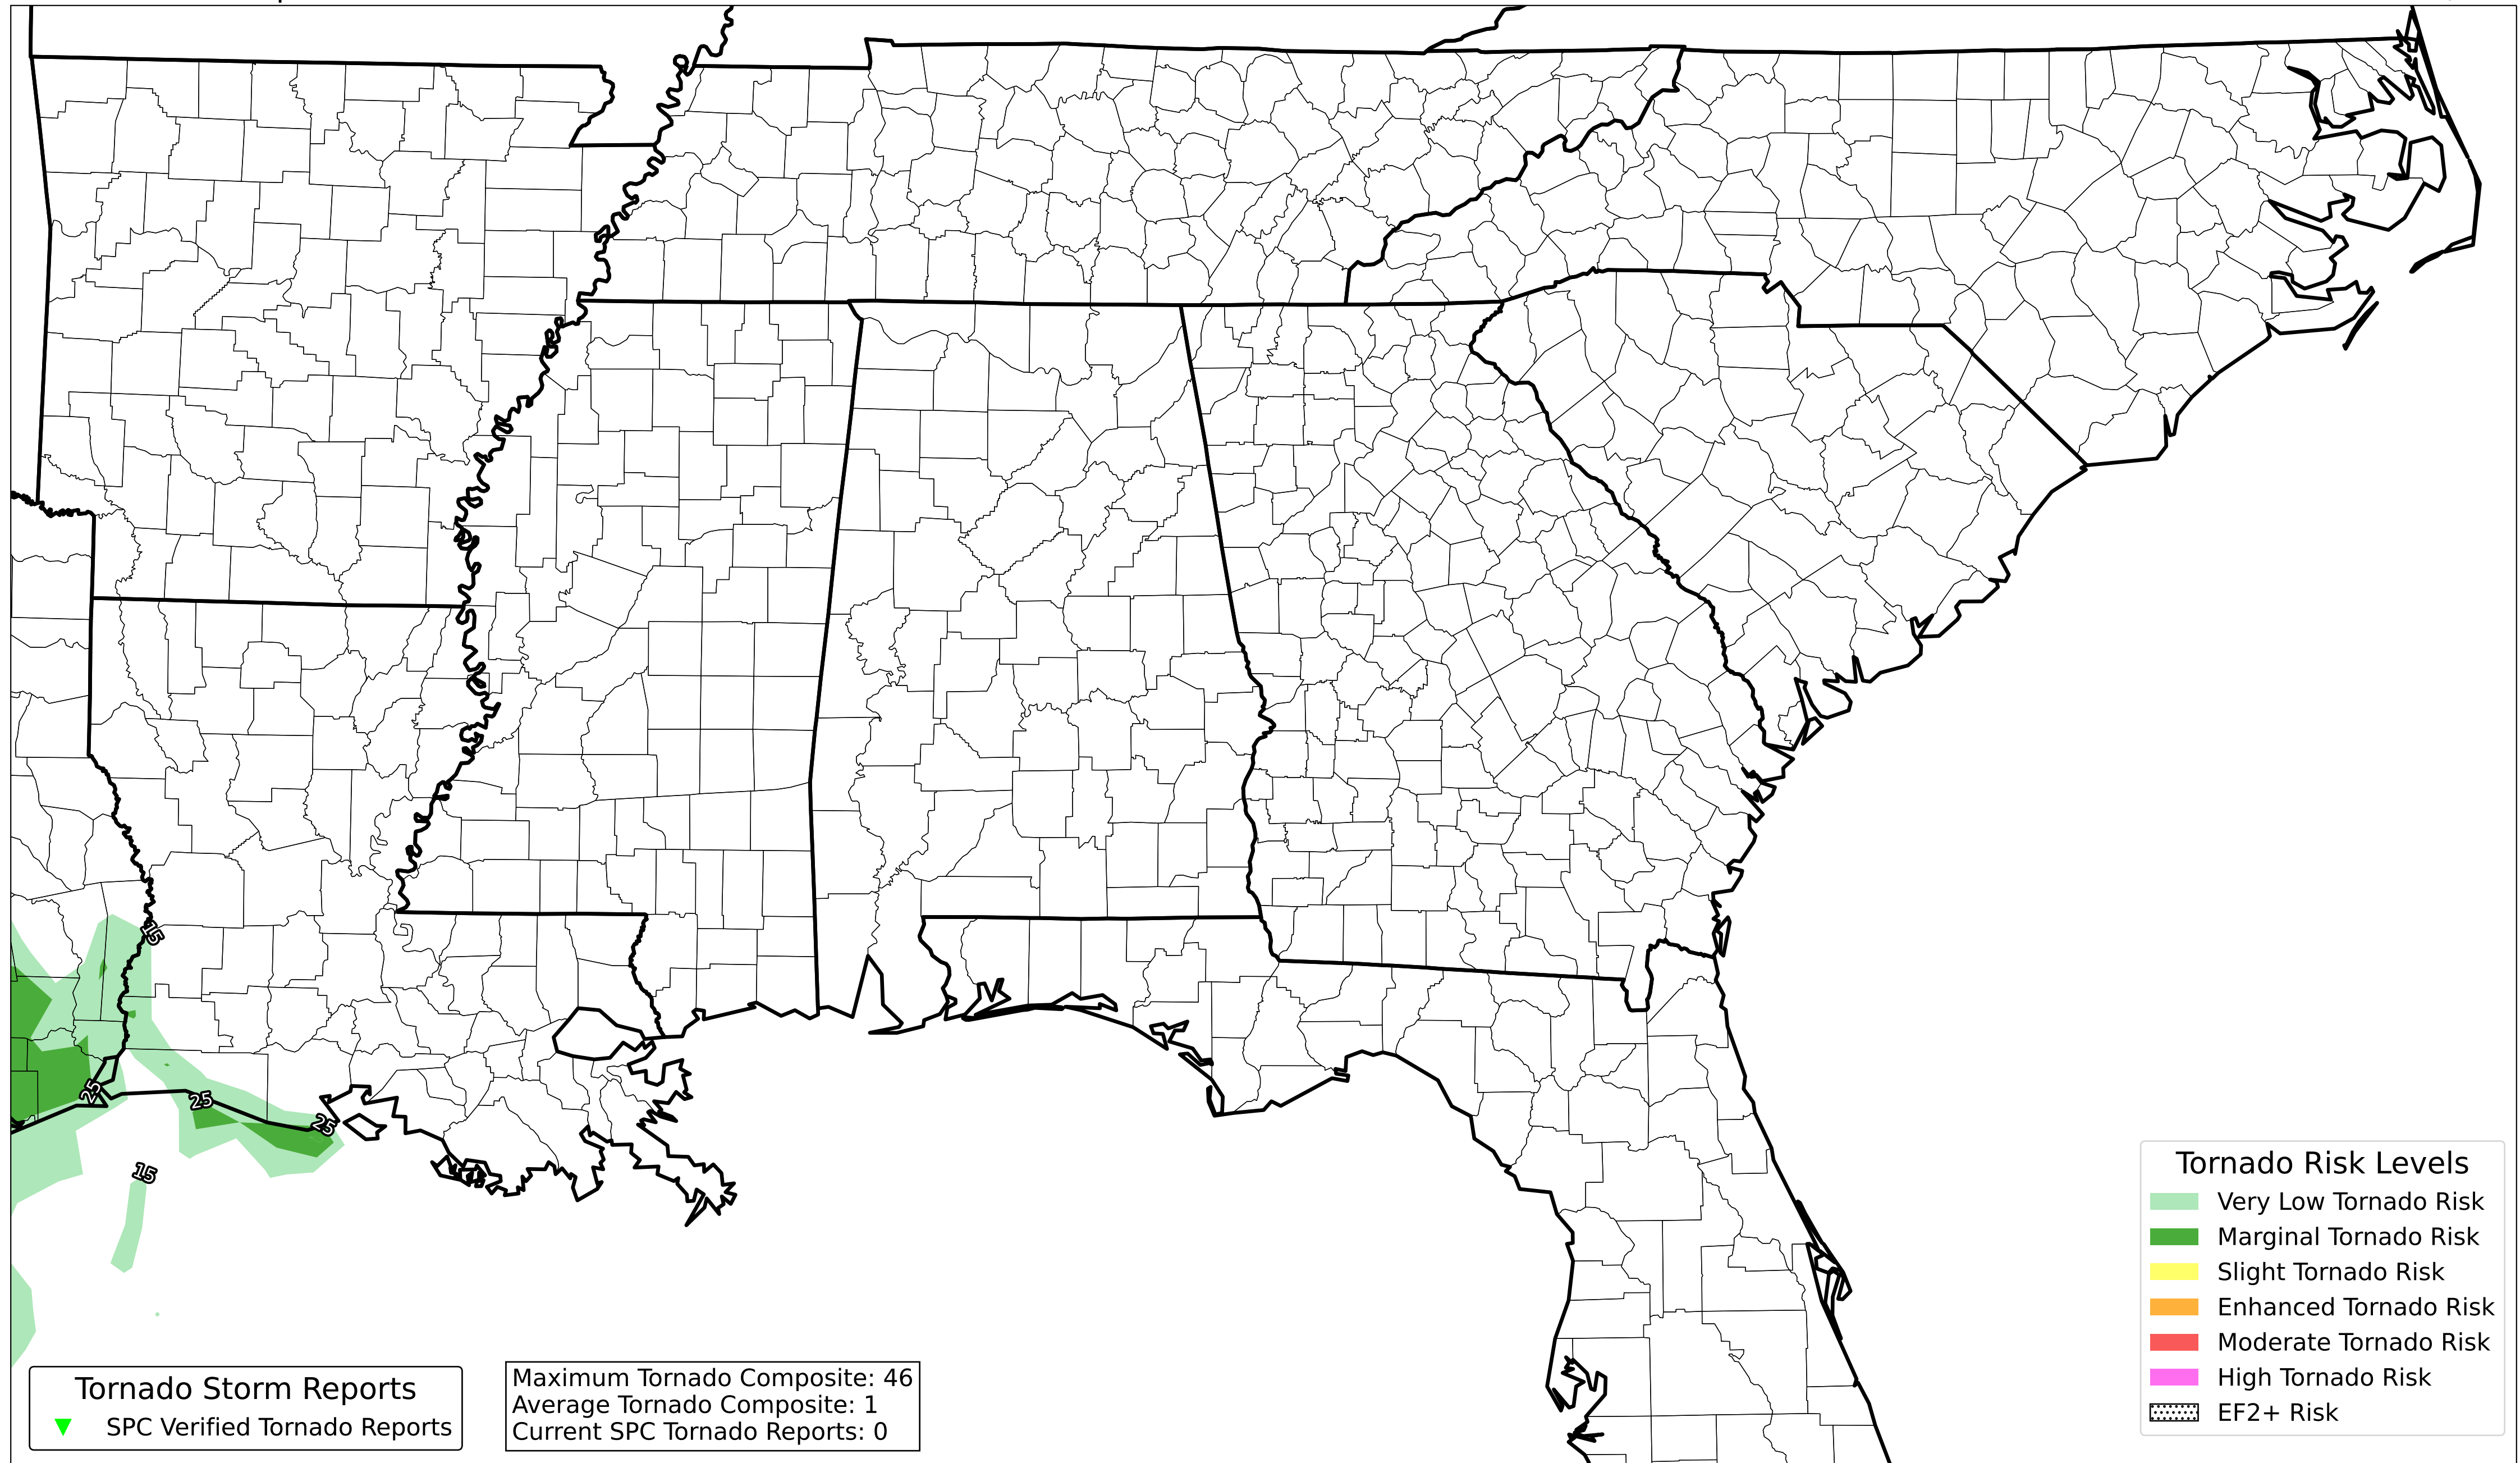 15
25
25
25
15
Tornado Storm Reports
SPC Verified Tornado Reports
Maximum Tornado Composite: 46
Average Tornado Composite: 1
Current SPC Tornado Reports: 0
Tornado Risk Levels
Very Low Tornado Risk
Marginal Tornado Risk
Slight Tornado Risk
Enhanced Tornado Risk
Moderate Tornado Risk
High Tornado Risk
EF2+ Risk